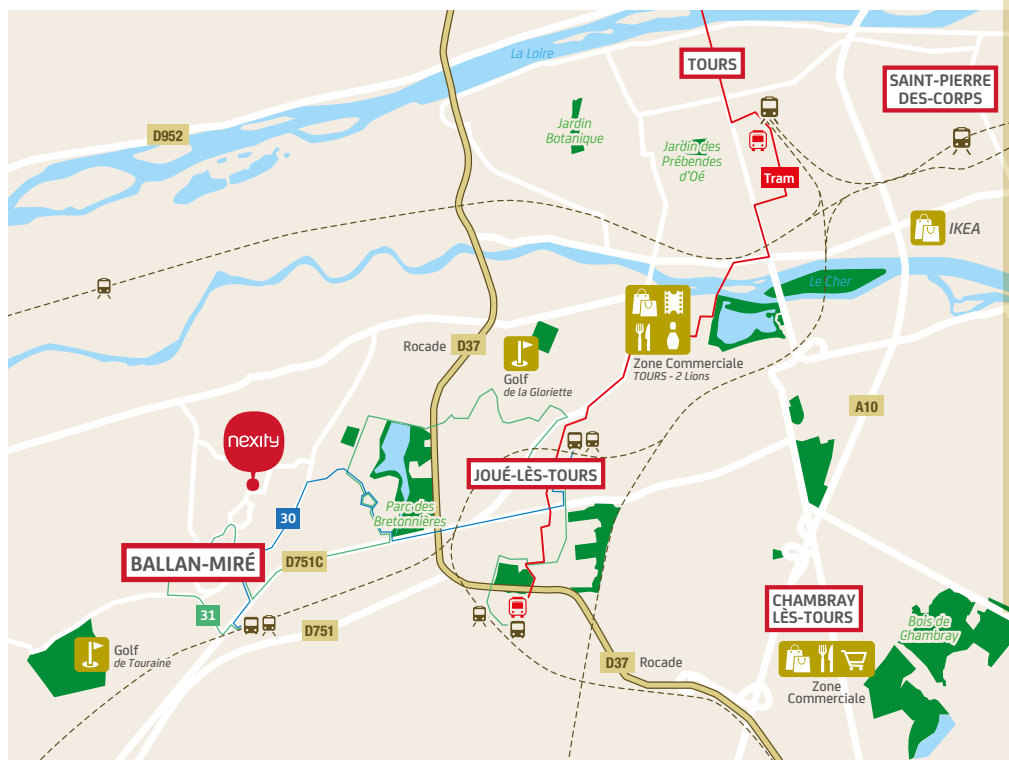 La Loire
TOURS
SAINT-PIERRE
DES-CORPS
D952
Jardin
Botanique
Jardin des
Prébendes
d'Oé
Tram
IKEA
Le Cher
Rocade D37
Golf
de la Gloriette
Zone Commerciale
TOURS - 2 Lions
A10
nexity
JOUÉ-LÈS-TOURS
30
Parc des
Bretonnières
BALLAN-MIRÉ
D751C
31
D751
Golf
de Touraine
CHAMBRAY
LÈS-TOURS
Bois de
Chambray
D37 Rocade
Zone
Commerciale